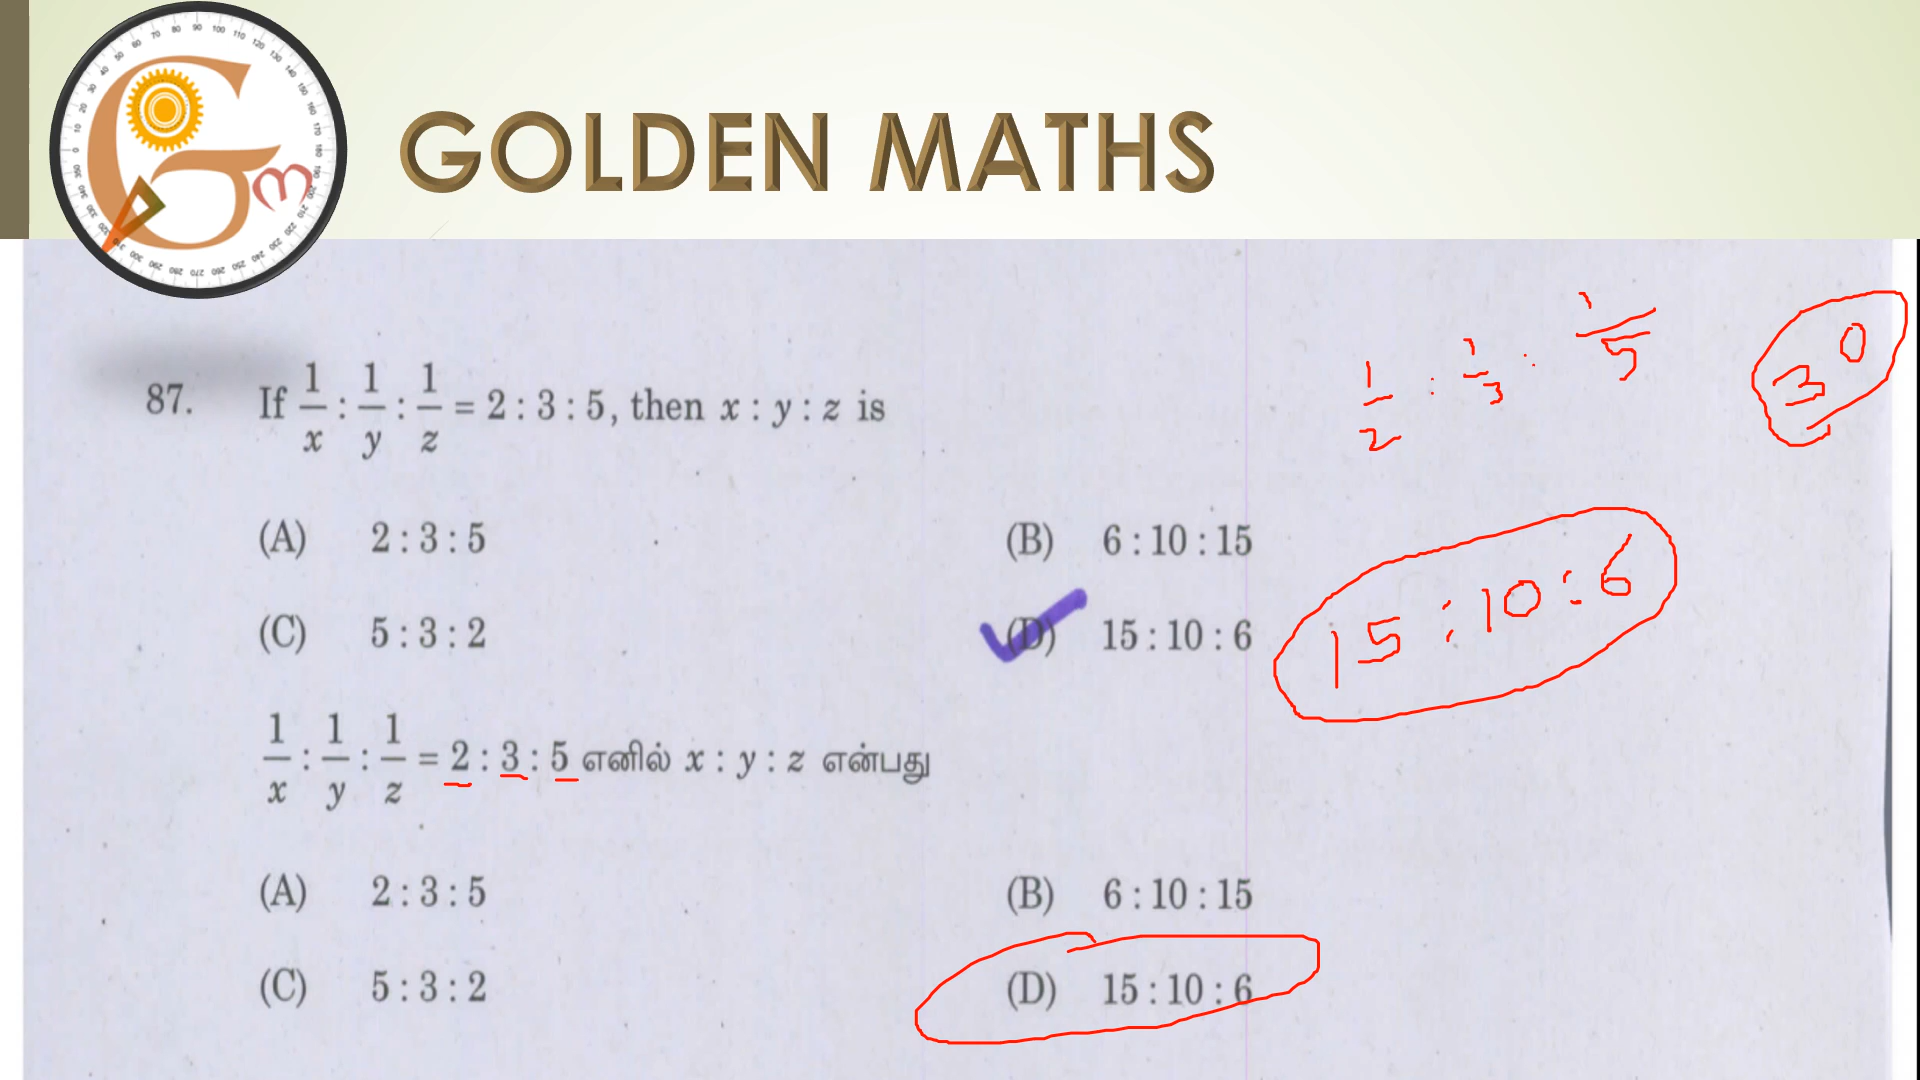 GOLDEN MATHS
Gm
87. If 1/x : 1/y : 1/z = 2 : 3 : 5, then x : y : z is
(A) 2 : 3 : 5
(B) 6 : 10 : 15
(C) 5 : 3 : 2
(D) 15 : 10 : 6
1/x : 1/y : 1/z = 2 : 3 : 5 எனில் x : y : z என்பது
(A) 2 : 3 : 5
(B) 6 : 10 : 15
(C) 5 : 3 : 2
(D) 15 : 10 : 6
1/2 : 1/3 : 1/5
30
15 : 10 : 6